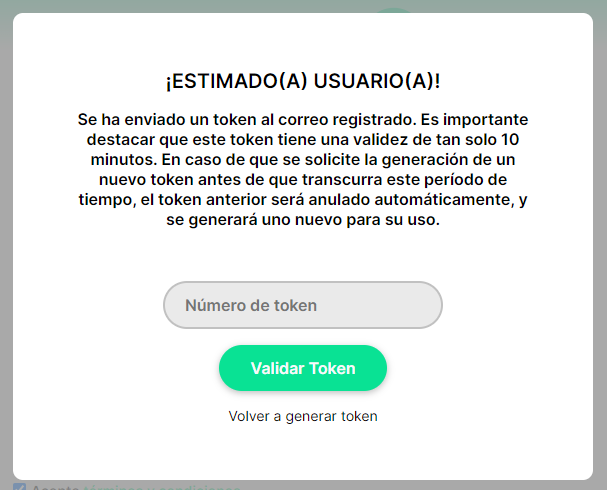 ¡ESTIMADO(A) USUARIO(A)!
Se ha enviado un token al correo registrado. Es importante
destacar que este token tiene una validez de tan solo 10
minutos. En caso de que se solicite la generación de un
nuevo token antes de que transcurra este período de
tiempo, el token anterior será anulado automáticamente, y
se generará uno nuevo para su uso.
Número de token
Validar Token
Volver a generar token